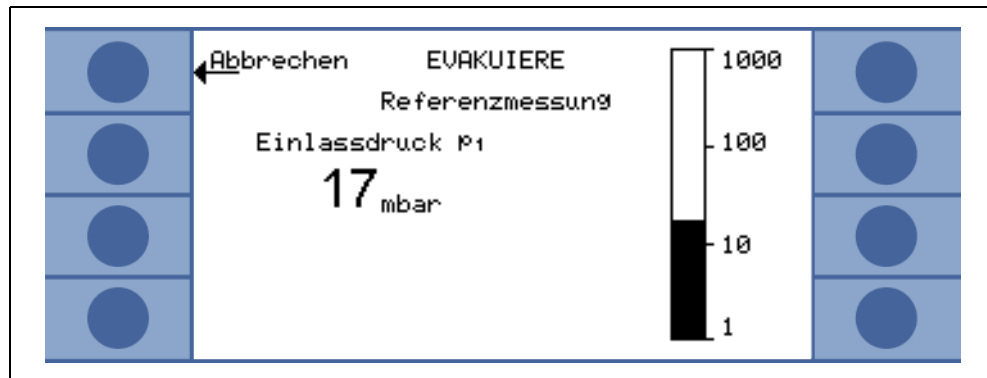 Abbrechen EVAKUIERE
Referenzmessung
Einlassdruck p1
17 mbar
1000
100
10
1